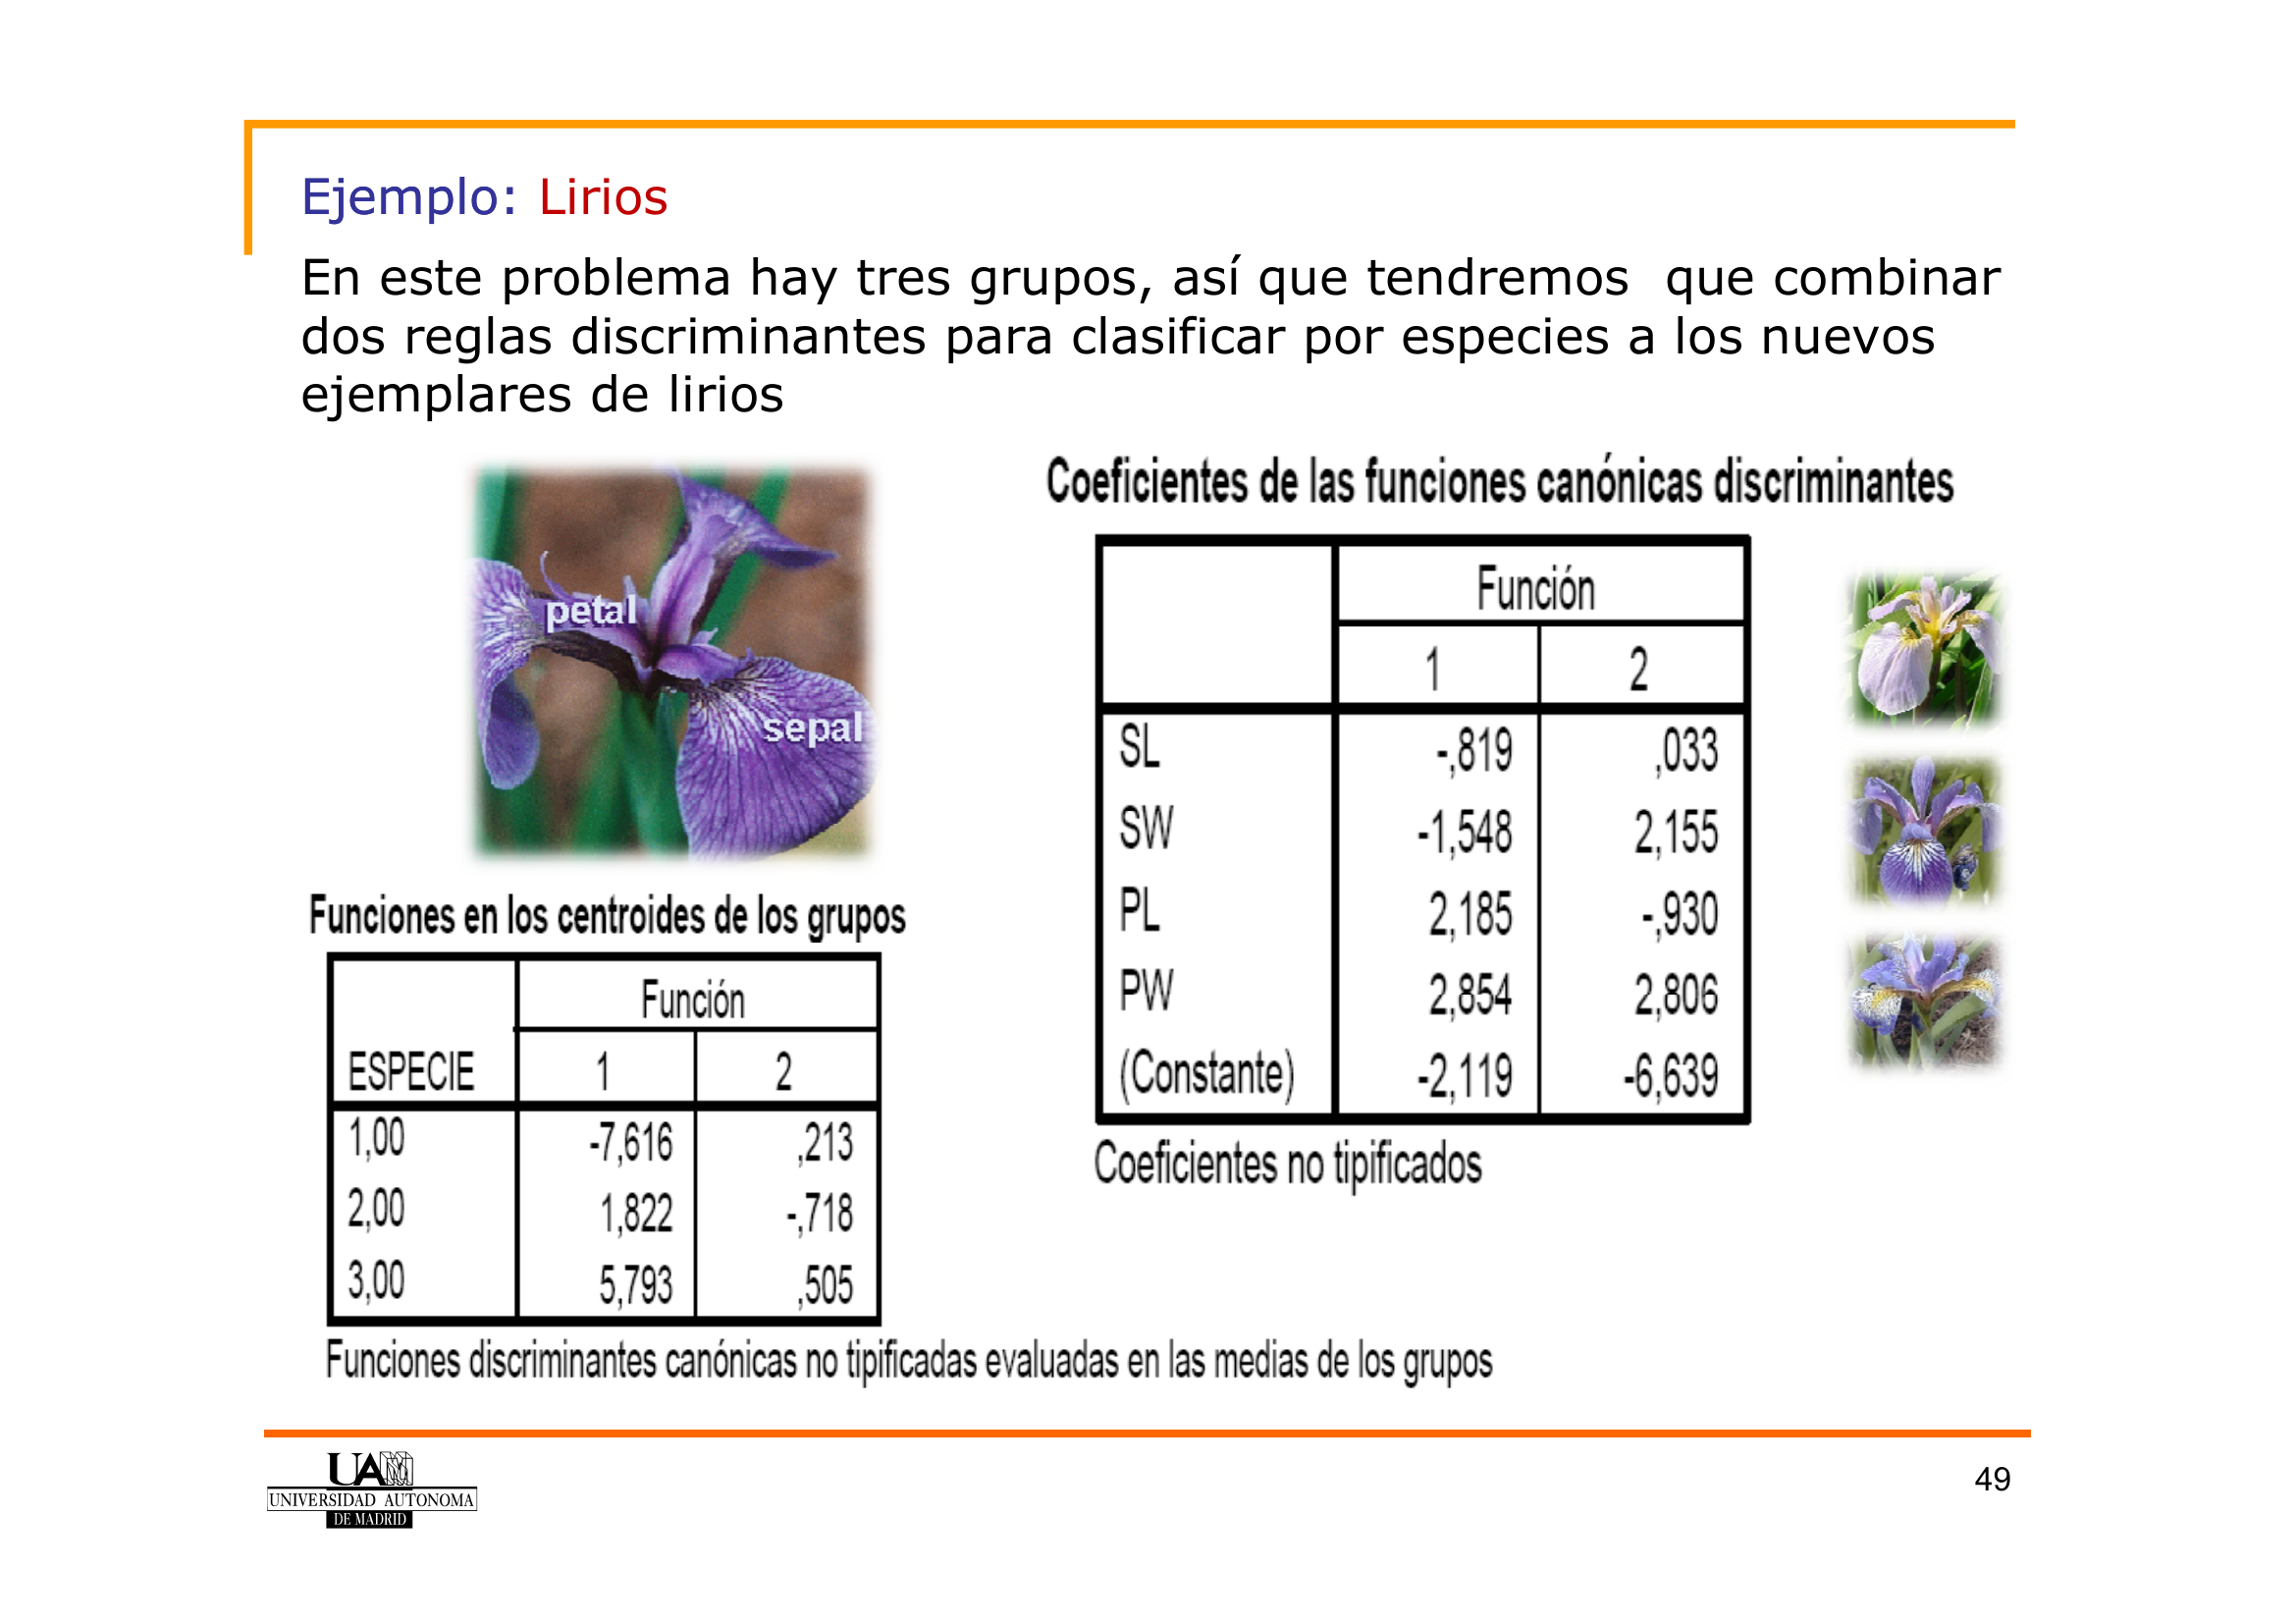 Ejemplo: Lirios
En este problema hay tres grupos, así que tendremos que combinar
dos reglas discriminantes para clasificar por especies a los nuevos
ejemplares de lirios
petal
sepal
Coeficientes de las funciones canónicas discriminantes
Función
1 2
SL -,819 ,033
SW -1,548 2,155
PL 2,185 -,930
PW 2,854 2,806
(Constante) -2,119 -6,639
Coeficientes no tipificados
Funciones en los centroides de los grupos
Función
ESPECIE 1 2
1,00 -7,616 ,213
2,00 1,822 -,718
3,00 5,793 ,505
Funciones discriminantes canónicas no tipificadas evaluadas en las medias de los grupos
UAM
UNIVERSIDAD AUTONOMA
DE MADRID
49